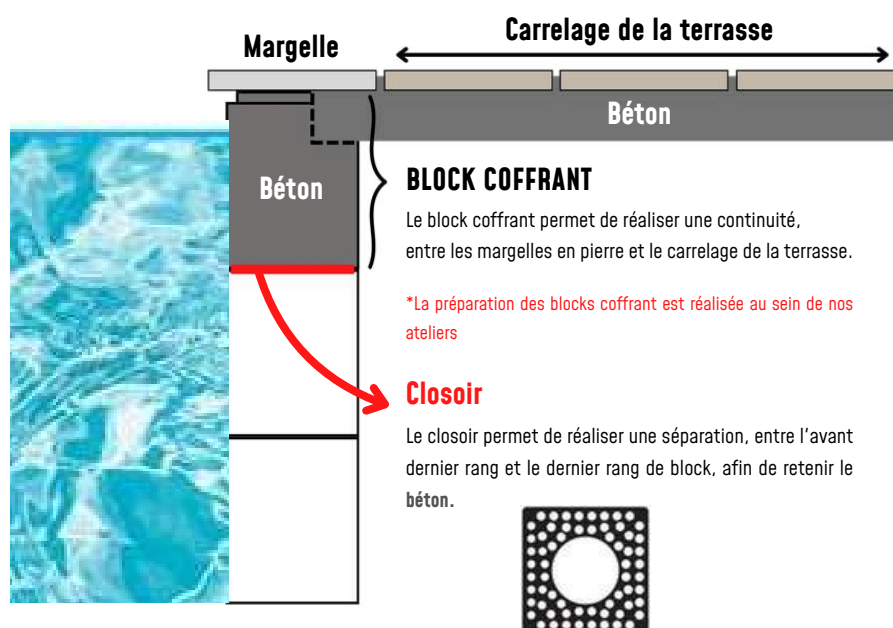 Margelle
Carrelage de la terrasse
Béton
Béton
BLOCK COFFRANT
Le block coffrant permet de réaliser une continuité,
entre les margelles en pierre et le carrelage de la terrasse.
*La préparation des blocks coffrant est réalisée au sein de nos
ateliers
Closoir
Le closoir permet de réaliser une séparation, entre l'avant
dernier rang et le dernier rang de block, afin de retenir le
béton.